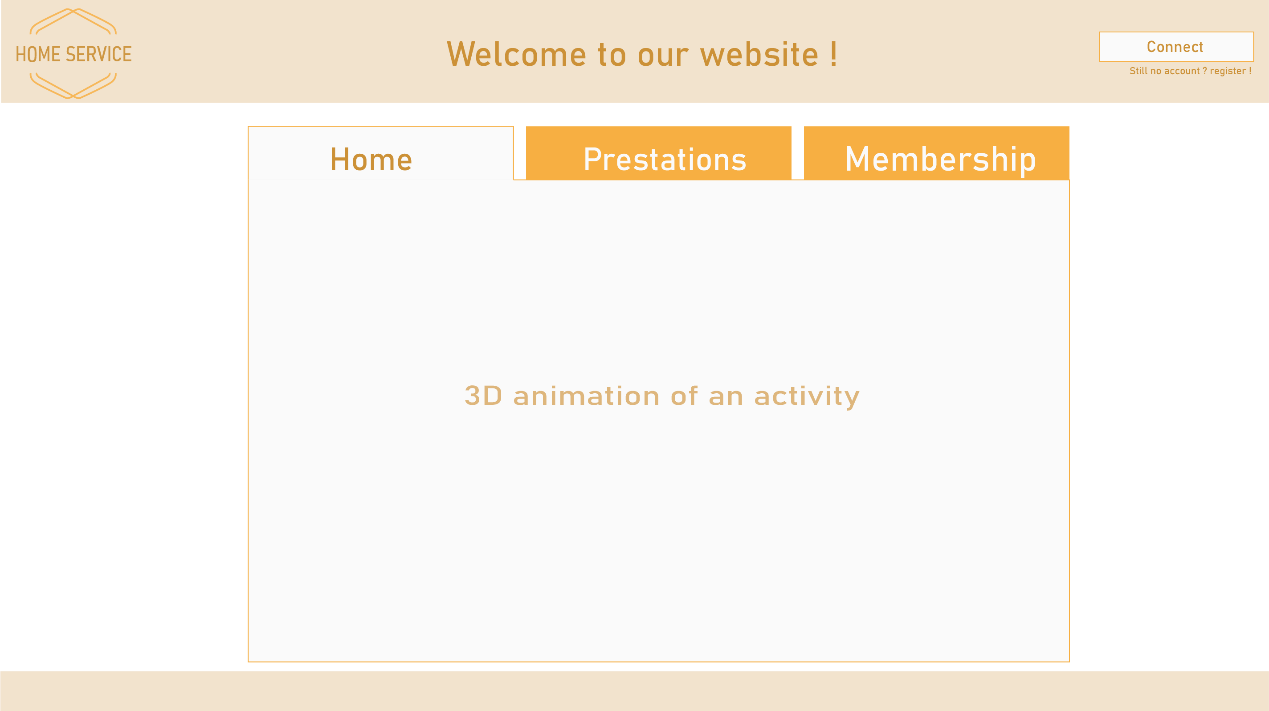 HOME SERVICE
Welcome to our website !
Connect
Still no account ? register !
Home
Prestations
Membership
3D animation of an activity